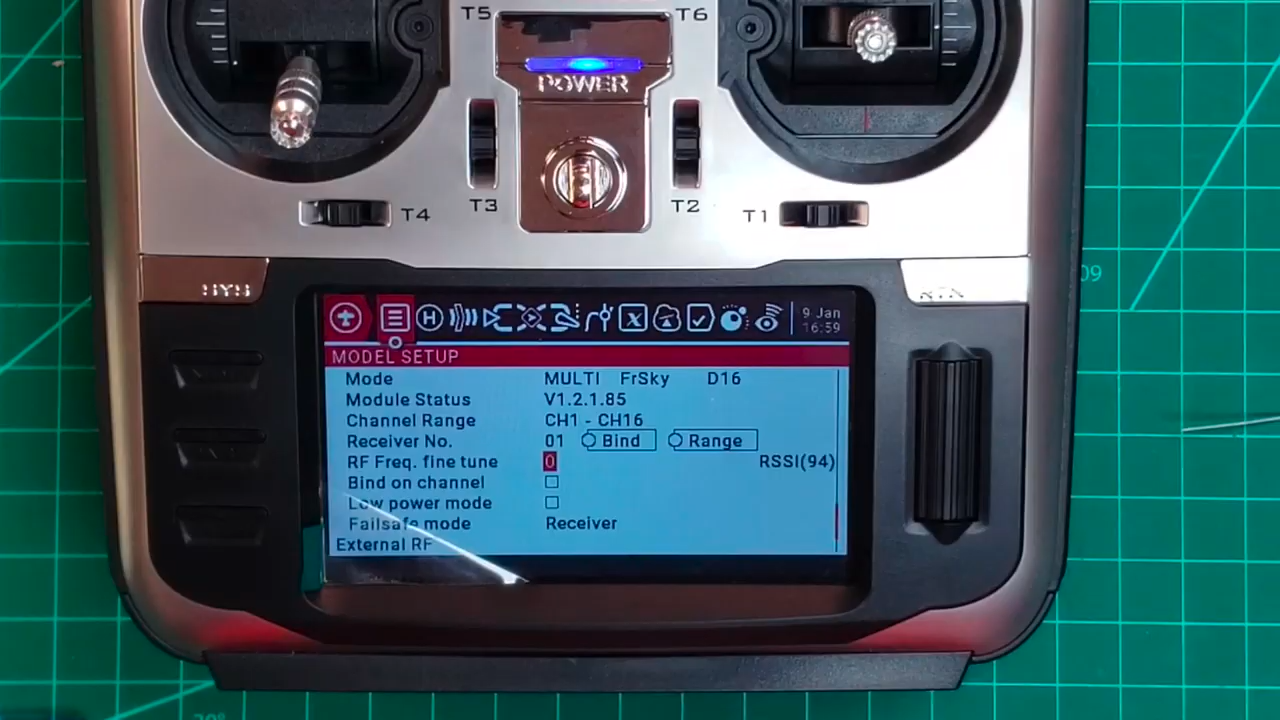 T5 T6
POWER
T4 T3 T2 T1
SYS
9 Jan
16:59
MODEL SETUP
Mode MULTI FrSky D16
Module Status V1.2.1.85
Channel Range CH1 - CH16
Receiver No. 01 Bind Range
RF Freq. fine tune 0 RSSI(94)
Bind on channel
Low power mode
Failsafe mode Receiver
External RF
09